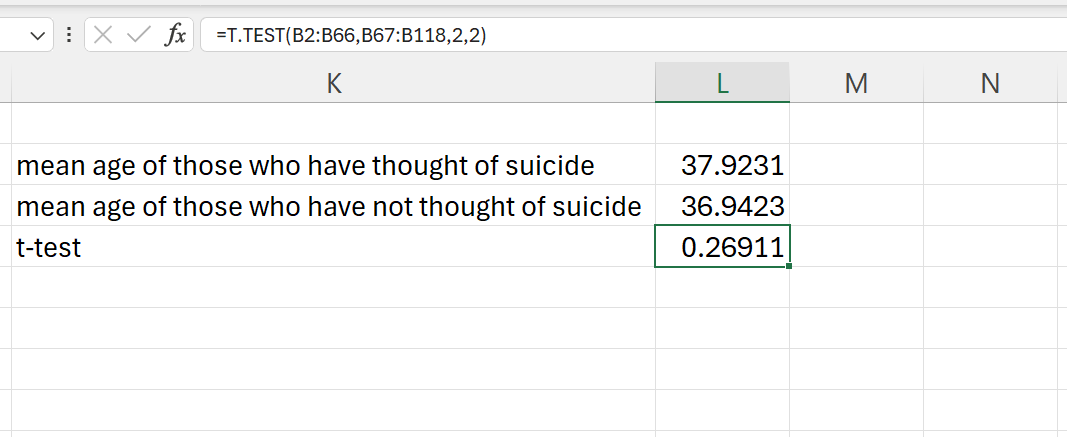 fx =T.TEST(B2:B66,B67:B118,2,2)
K L M N
mean age of those who have thought of suicide 37.9231
mean age of those who have not thought of suicide 36.9423
t-test 0.26911